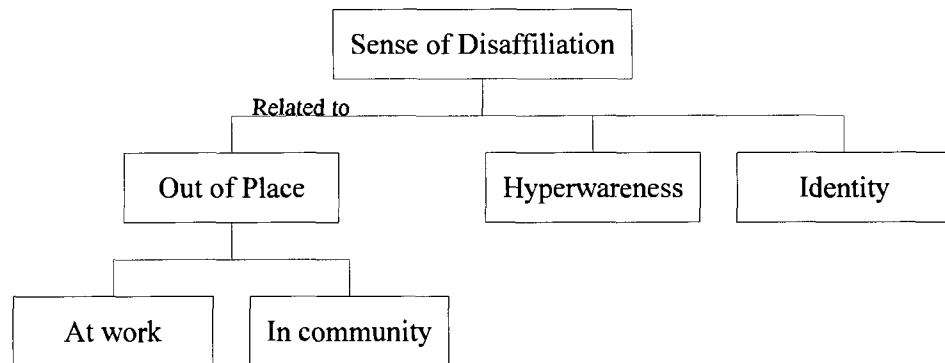 Sense of Disaffiliation
Related to
Out of Place
Hyperwareness
Identity
At work
In community